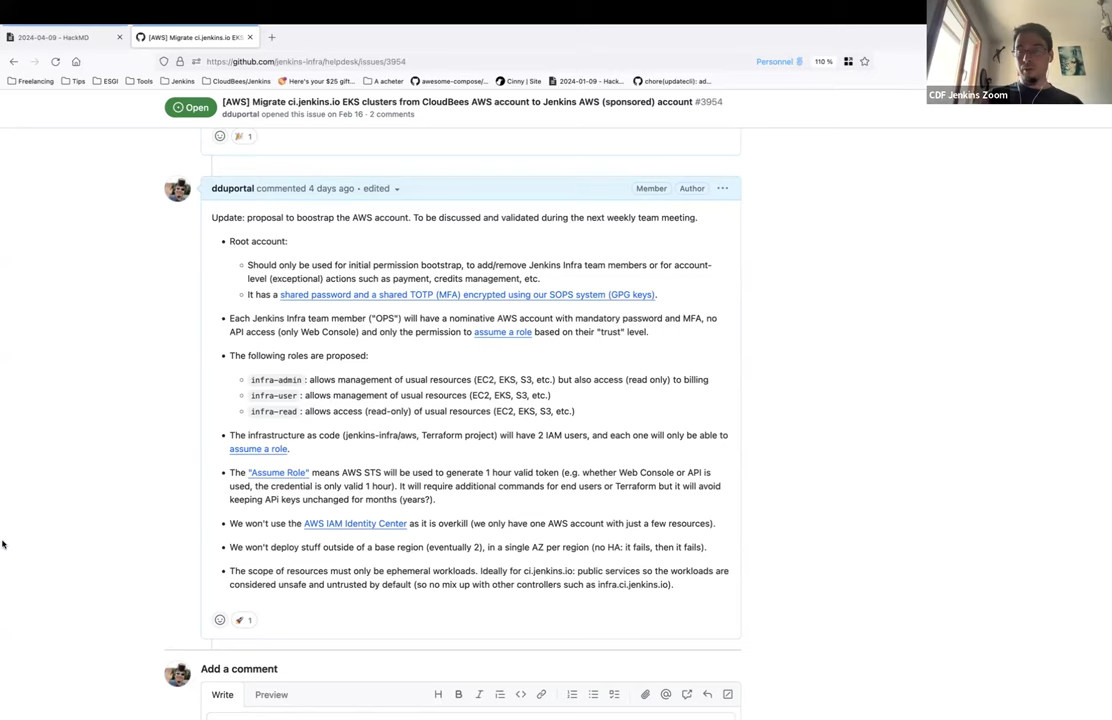 2024-04-09 - HackMD
[AWS] Migrate ci.jenkins.io EKS
https://github.com/jenkins-infra/helpdesk/issues/3954
Personnel
110 %
Freelancing
Tips
ESGI
Tools
Jenkins
CloudBees/Jenkins
Here's your $25 gift...
A acheter
awesome-compose/...
Cinny | Site
2024-01-09 - Hack...
chore(updatecli): ad...
CDF Jenkins Zoom
Open
[AWS] Migrate ci.jenkins.io EKS clusters from CloudBees AWS account to Jenkins AWS (sponsored) account #3954
dduportal opened this issue on Feb 16 · 2 comments
1
dduportal commented 4 days ago • edited
Member
Author
Update: proposal to boostrap the AWS account. To be discussed and validated during the next weekly team meeting.
• Root account:
Should only be used for initial permission bootstrap, to add/remove Jenkins Infra team members or for account-
level (exceptional) actions such as payment, credits management, etc.
It has a shared password and a shared TOTP (MFA) encrypted using our SOPS system (GPG keys).
• Each Jenkins Infra team member ("OPS") will have a nominative AWS account with mandatory password and MFA, no
API access (only Web Console) and only the permission to assume a role based on their "trust" level.
• The following roles are proposed:
infra-admin : allows management of usual resources (EC2, EKS, S3, etc.) but also access (read only) to billing
infra-user : allows management of usual resources (EC2, EKS, S3, etc.)
infra-read : allows access (read-only) of usual resources (EC2, EKS, S3, etc.)
• The infrastructure as code (jenkins-infra/aws, Terraform project) will have 2 IAM users, and each one will only be able to
assume a role.
• The "Assume Role" means AWS STS will be used to generate 1 hour valid token (e.g. whether Web Console or API is
used, the credential is only valid 1 hour). It will require additional commands for end users or Terraform but it will avoid
keeping APi keys unchanged for months (years?).
• We won't use the AWS IAM Identity Center as it is overkill (we only have one AWS account with just a few resources).
• We won't deploy stuff outside of a base region (eventually 2), in a single AZ per region (no HA: it fails, then it fails).
• The scope of resources must only be ephemeral workloads. Ideally for ci.jenkins.io: public services so the workloads are
considered unsafe and untrusted by default (so no mix up with other controllers such as infra.ci.jenkins.io).
1
Add a comment
Write
Preview